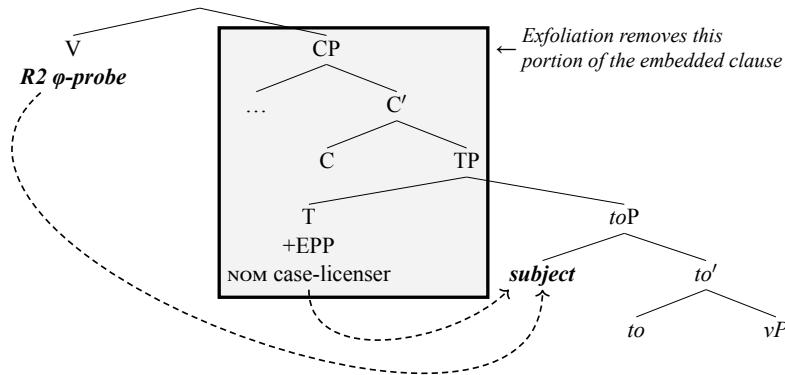 V
R2 φ-probe
CP
← Exfoliation removes this
portion of the embedded clause
…
C′
C
TP
T
+EPP
ɴᴏᴍ case-licenser
toP
subject
to′
to
vP